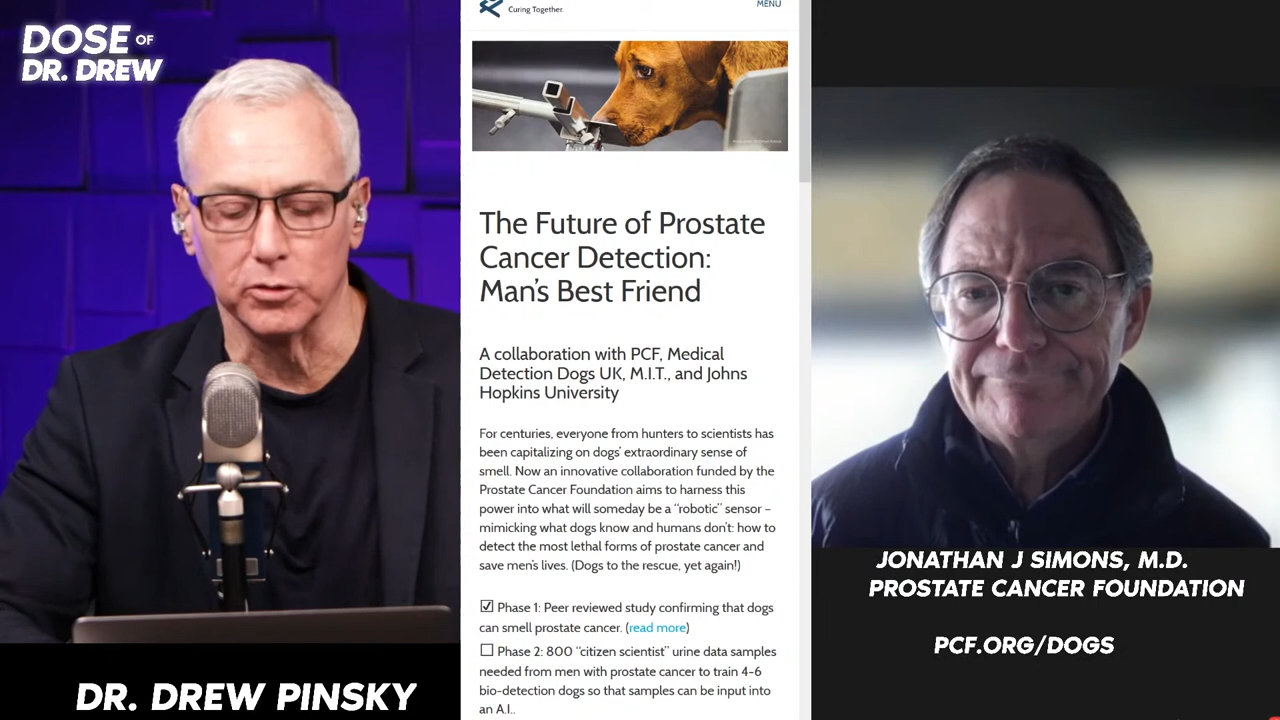 DOSE OF
DR. DREW
DR. DREW PINSKY
Curing Together.
MENU
The Future of Prostate
Cancer Detection:
Man's Best Friend
A collaboration with PCF, Medical
Detection Dogs UK, M.I.T., and Johns
Hopkins University
For centuries, everyone from hunters to scientists has
been capitalizing on dogs' extraordinary sense of
smell. Now an innovative collaboration funded by the
Prostate Cancer Foundation aims to harness this
power into what will someday be a “robotic” sensor –
mimicking what dogs know and humans don't: how to
detect the most lethal forms of prostate cancer and
save men's lives. (Dogs to the rescue, yet again!)
Phase 1: Peer reviewed study confirming that dogs
can smell prostate cancer. (read more)
Phase 2: 800 “citizen scientist” urine data samples
needed from men with prostate cancer to train 4-6
bio-detection dogs so that samples can be input into
an A.I..
JONATHAN J SIMONS, M.D.
PROSTATE CANCER FOUNDATION
PCF.ORG/DOGS